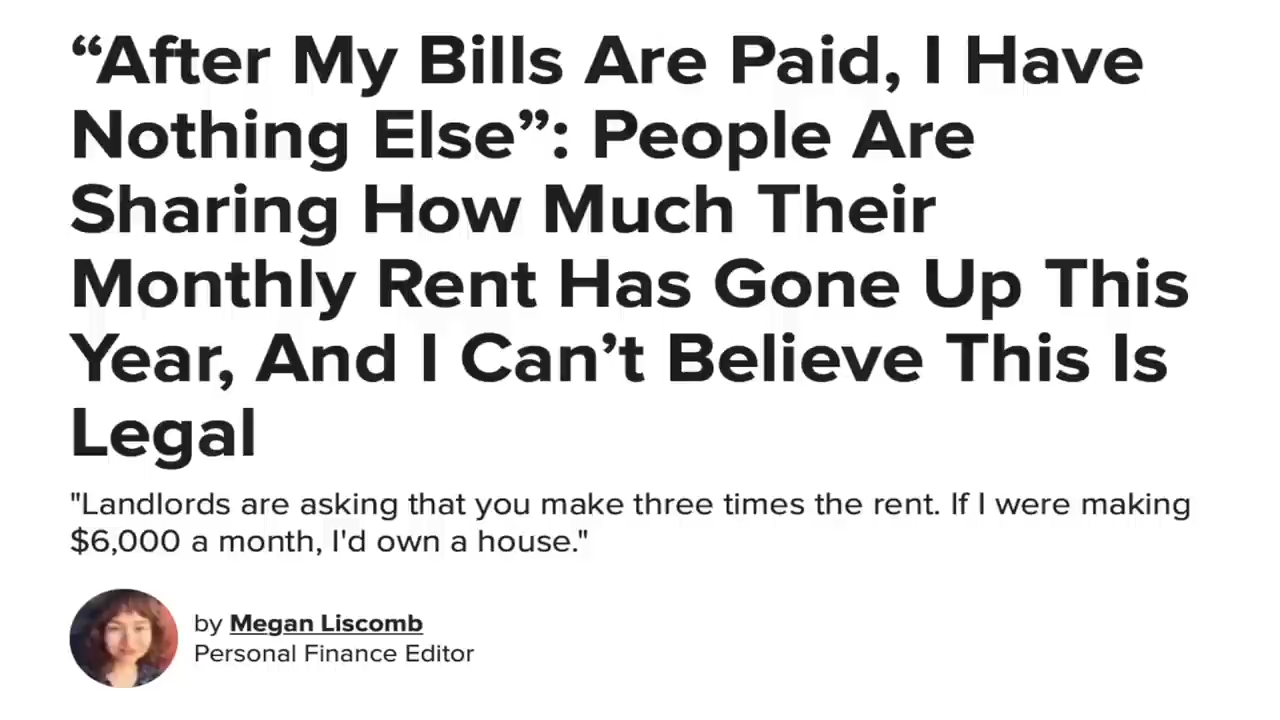 “After My Bills Are Paid, I Have
Nothing Else”: People Are
Sharing How Much Their
Monthly Rent Has Gone Up This
Year, And I Can’t Believe This Is
Legal
"Landlords are asking that you make three times the rent. If I were making
$6,000 a month, I'd own a house."
by Megan Liscomb
Personal Finance Editor